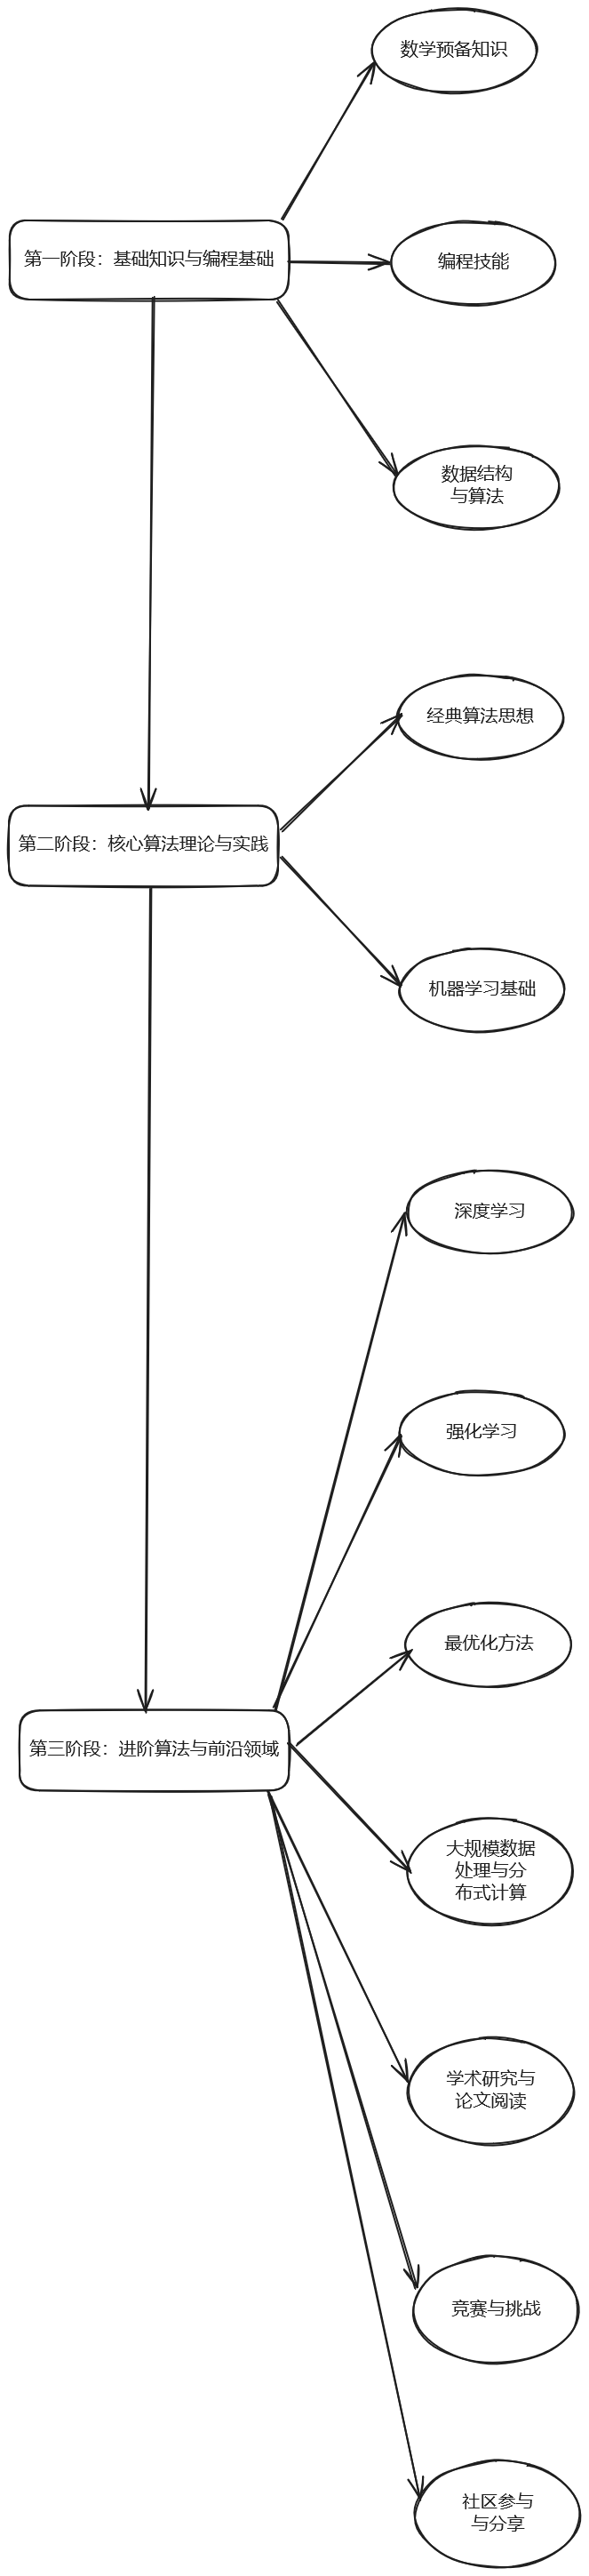 数学预备知识
第一阶段：基础知识与编程基础
编程技能
数据结构
与算法
经典算法思想
第二阶段：核心算法理论与实践
机器学习基础
深度学习
强化学习
最优化方法
第三阶段：进阶算法与前沿领域
大规模数据
处理与分
布式计算
学术研究与
论文阅读
竞赛与挑战
社区参与
与分享